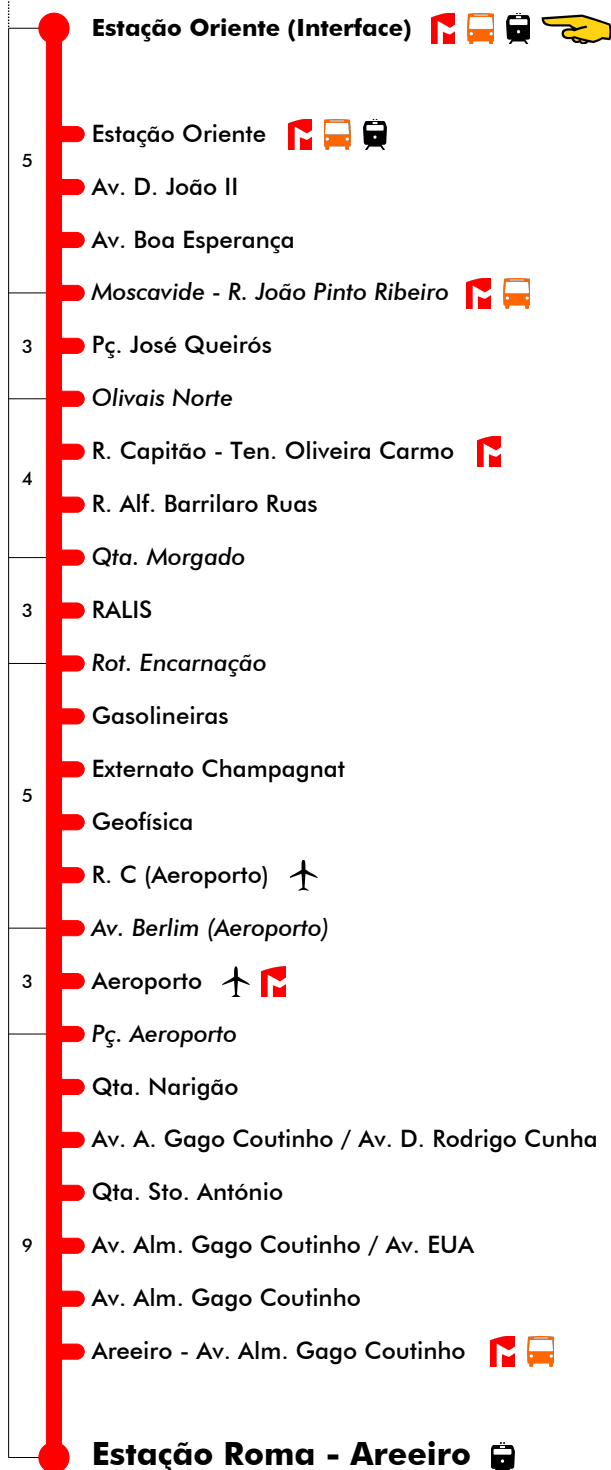 Estação Oriente (Interface)
5
Estação Oriente
Av. D. João II
Av. Boa Esperança
Moscavide - R. João Pinto Ribeiro
3
Pç. José Queirós
Olivais Norte
4
R. Capitão - Ten. Oliveira Carmo
R. Alf. Barrilaro Ruas
Qta. Morgado
3
RALIS
Rot. Encarnação
5
Gasolineiras
Externato Champagnat
Geofísica
R. C (Aeroporto)
Av. Berlim (Aeroporto)
3
Aeroporto
Pç. Aeroporto
9
Qta. Narigão
Av. A. Gago Coutinho / Av. D. Rodrigo Cunha
Qta. Sto. António
Av. Alm. Gago Coutinho / Av. EUA
Av. Alm. Gago Coutinho
Areeiro - Av. Alm. Gago Coutinho
Estação Roma - Areeiro